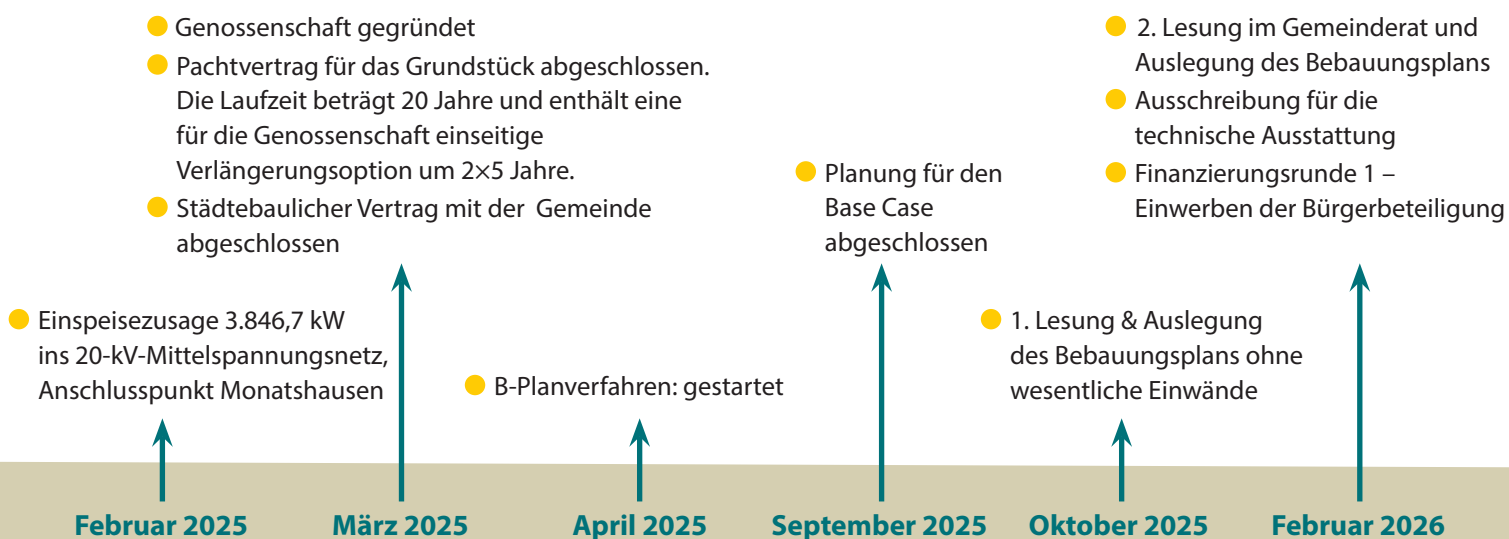 Genossenschaft gegründet
Pachtvertrag für das Grundstück abgeschlossen.
Die Laufzeit beträgt 20 Jahre und enthält eine
für die Genossenschaft einseitige
Verlängerungsoption um 2×5 Jahre.
Städtebaulicher Vertrag mit der Gemeinde
abgeschlossen
2. Lesung im Gemeinderat und
Auslegung des Bebauungsplans
Ausschreibung für die
technische Ausstattung
Finanzierungsrunde 1 –
Einwerben der Bürgerbeteiligung
Planung für den
Base Case
abgeschlossen
Einspeisezusage 3.846,7 kW
ins 20-kV-Mittelspannungsnetz,
Anschlusspunkt Monatshausen
B-Planverfahren: gestartet
1. Lesung & Auslegung
des Bebauungsplans ohne
wesentliche Einwände
Februar 2025
März 2025
April 2025
September 2025
Oktober 2025
Februar 2026